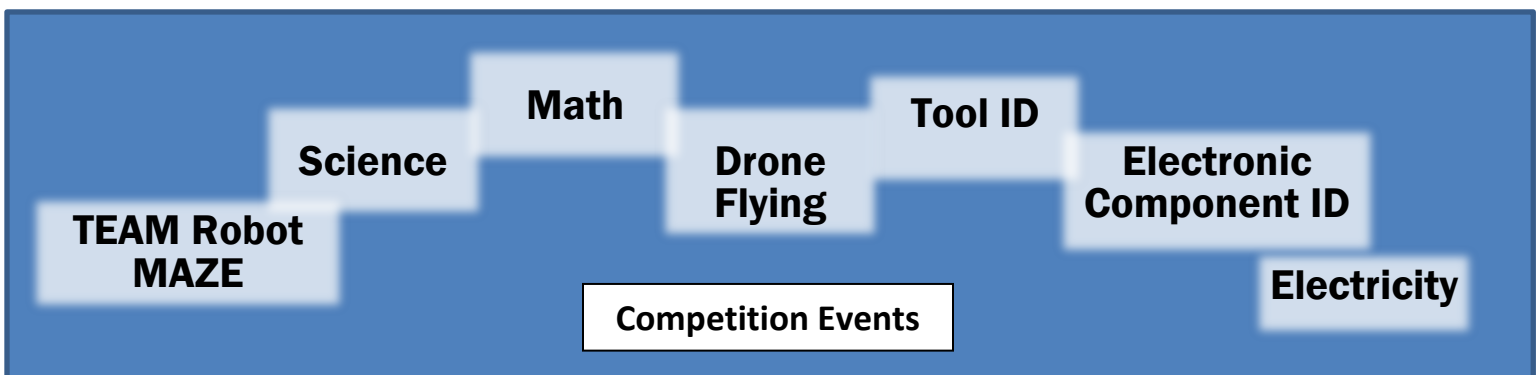 TEAM Robot
MAZE
Science
Math
Drone
Flying
Tool ID
Electronic
Component ID
Electricity
Competition Events